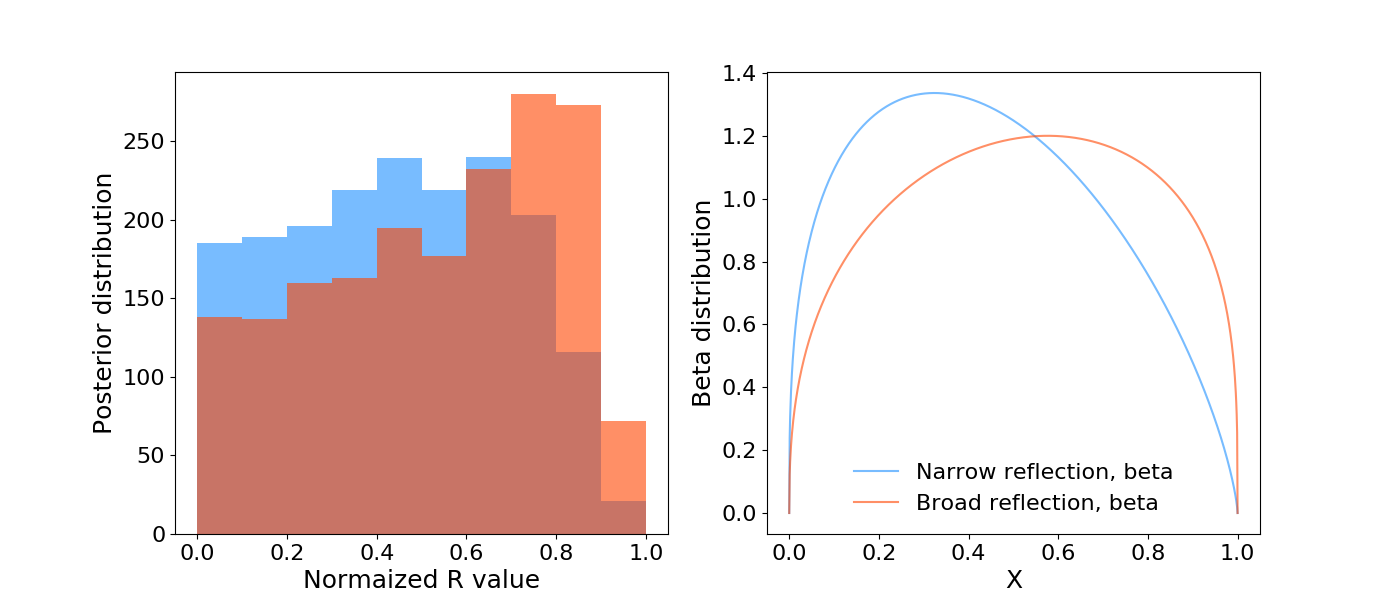 Posterior distribution
250
200
150
100
50
0
0.0 0.2 0.4 0.6 0.8 1.0
Normaized R value
Beta distribution
1.4
1.2
1.0
0.8
0.6
0.4
0.2
0.0
Narrow reflection, beta
Broad reflection, beta
0.0 0.2 0.4 0.6 0.8 1.0
X